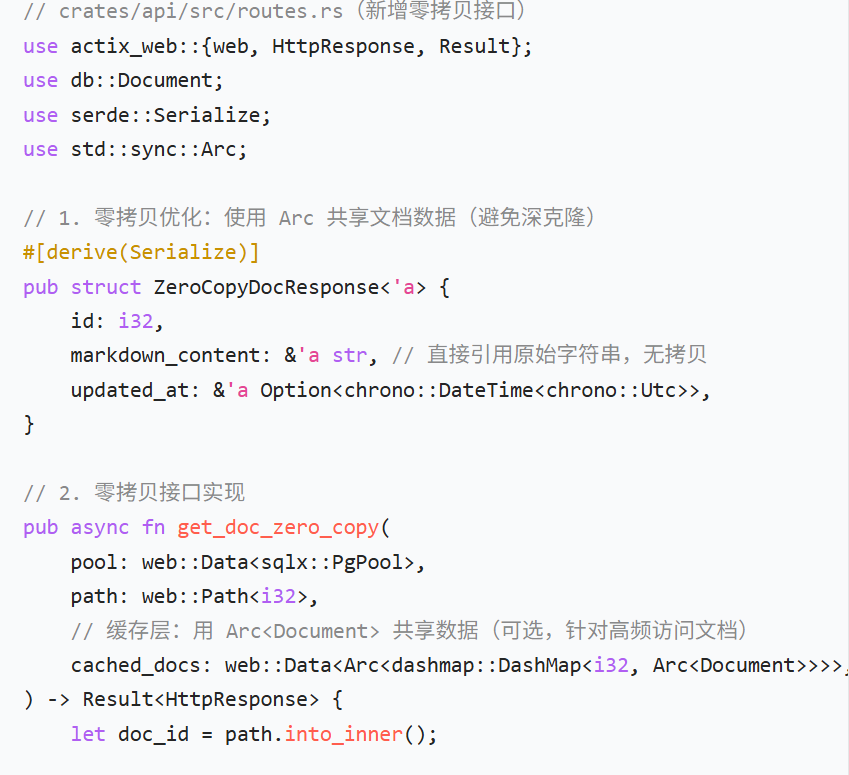 // crates/api/src/routes.rs（新增零拷贝接口）
use actix_web::{web, HttpResponse, Result};
use db::Document;
use serde::Serialize;
use std::sync::Arc;
// 1. 零拷贝优化：使用 Arc 共享文档数据（避免深克隆）
#[derive(Serialize)]
pub struct ZeroCopyDocResponse<'a> {
    id: i32,
    markdown_content: &'a str, // 直接引用原始字符串，无拷贝
    updated_at: &'a Option<chrono::DateTime<chrono::Utc>>,
}
// 2. 零拷贝接口实现
pub async fn get_doc_zero_copy(
    pool: web::Data<sqlx::PgPool>,
    path: web::Path<i32>,
    // 缓存层：用 Arc<Document> 共享数据（可选，针对高频访问文档）
    cached_docs: web::Data<Arc<dashmap::DashMap<i32, Arc<Document>>>>,
) -> Result<HttpResponse> {
    let doc_id = path.into_inner();